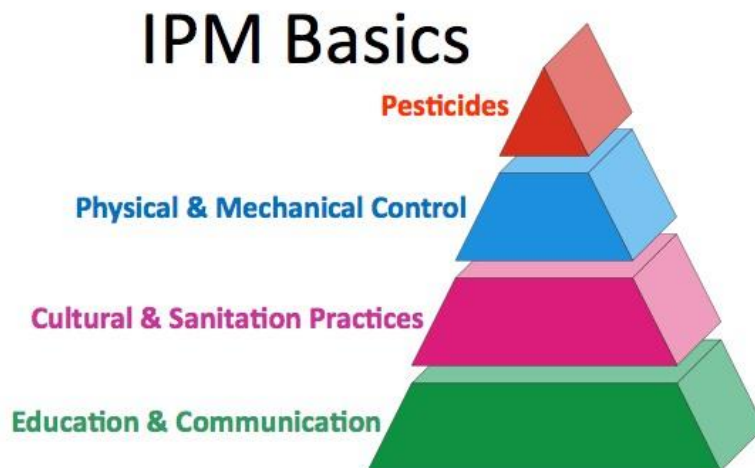 IPM Basics
Pesticides
Physical & Mechanical Control
Cultural & Sanitation Practices
Education & Communication